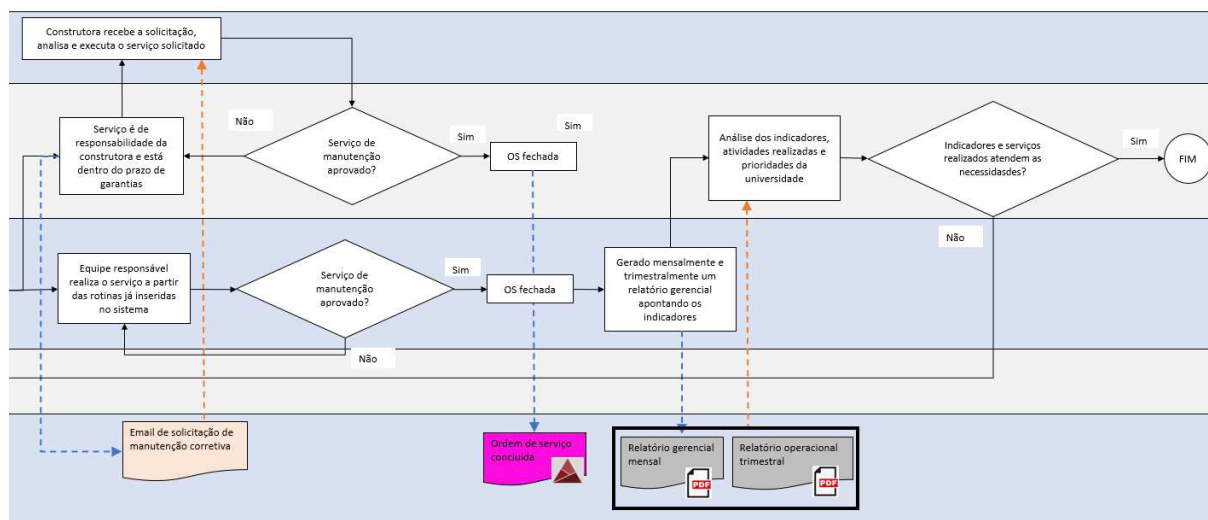 Construtora recebe a solicitação,
analisa e executa o serviço solicitado
Serviço é de
responsabilidade da
construtora e está
dentro do prazo de
garantias
Não
Serviço de
manutenção
aprovado?
Sim
OS fechada
Sim
Análise dos indicadores,
atividades realizadas e
prioridades da
universidade
Indicadores e serviços
realizados atendem as
necessidasdes?
Sim
FIM
Não
Equipe responsável
realiza o serviço a partir
das rotinas já inseridas
no sistema
Serviço de
manutenção
aprovado?
Sim
Não
OS fechada
Gerado mensalmente e
trimestralmente um
relatório gerencial
apontando os
indicadores
Email de solicitação de
manutenção corretiva
Ordem de serviço
concluída
Relatório gerencial
mensal
PDF
Relatório operacional
trimestral
PDF